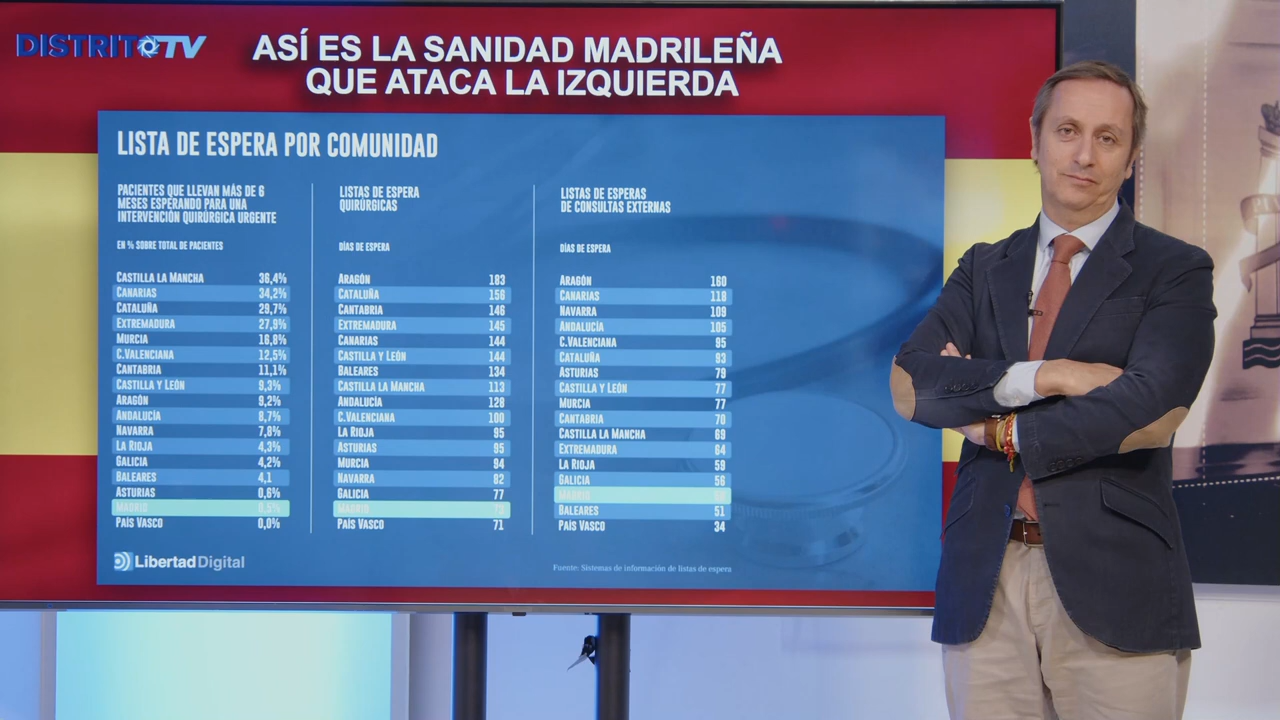 DISTRITOTV
ASÍ ES LA SANIDAD MADRILEÑA
QUE ATACA LA IZQUIERDA
LISTA DE ESPERA POR COMUNIDAD
PACIENTES QUE LLEVAN MÁS DE 6
MESES ESPERANDO PARA UNA
INTERVENCIÓN QUIRÚRGICA URGENTE
EN % SOBRE TOTAL DE PACIENTES
CASTILLA LA MANCHA 36,4%
CANARIAS 34,2%
CATALUÑA 29,7%
EXTREMADURA 27,9%
MURCIA 16,8%
C.VALENCIANA 12,5%
CANTABRIA 11,1%
CASTILLA Y LEÓN 9,3%
ARAGÓN 9,2%
ANDALUCÍA 8,7%
NAVARRA 7,8%
LA RIOJA 4,3%
GALICIA 4,2%
BALEARES 4,1
ASTURIAS 0,6%
MADRID 0,5%
PAÍS VASCO 0,0%
LISTAS DE ESPERA
QUIRÚRGICAS
DÍAS DE ESPERA
ARAGÓN 183
CATALUÑA 156
CANTABRIA 146
EXTREMADURA 145
CANARIAS 144
CASTILLA Y LEÓN 144
BALEARES 134
CASTILLA LA MANCHA 113
ANDALUCÍA 128
C.VALENCIANA 100
LA RIOJA 95
ASTURIAS 95
MURCIA 94
NAVARRA 82
GALICIA 77
MADRID
PAÍS VASCO 71
LISTAS DE ESPERAS
DE CONSULTAS EXTERNAS
DÍAS DE ESPERA
ARAGÓN 160
CANARIAS 118
NAVARRA 109
ANDALUCÍA 105
C.VALENCIANA 95
CATALUÑA 93
ASTURIAS 79
CASTILLA Y LEÓN 77
MURCIA 77
CANTABRIA 70
CASTILLA LA MANCHA 69
EXTREMADURA 64
LA RIOJA 59
GALICIA 56
MADRID
BALEARES 51
PAÍS VASCO 34
LibertadDigital
Fuente: Sistemas de información de listas de espera